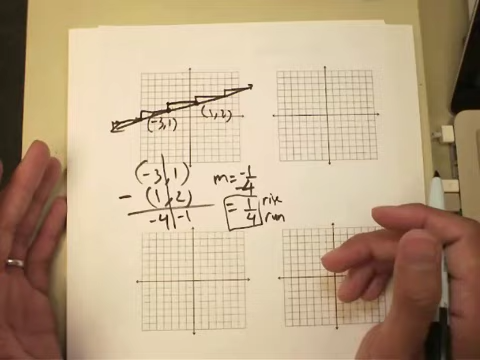 (-3,1) (1,2)
(-3,1)
- (1,2)
-4 -1
m = -1/-4
= 1/4 rise
run